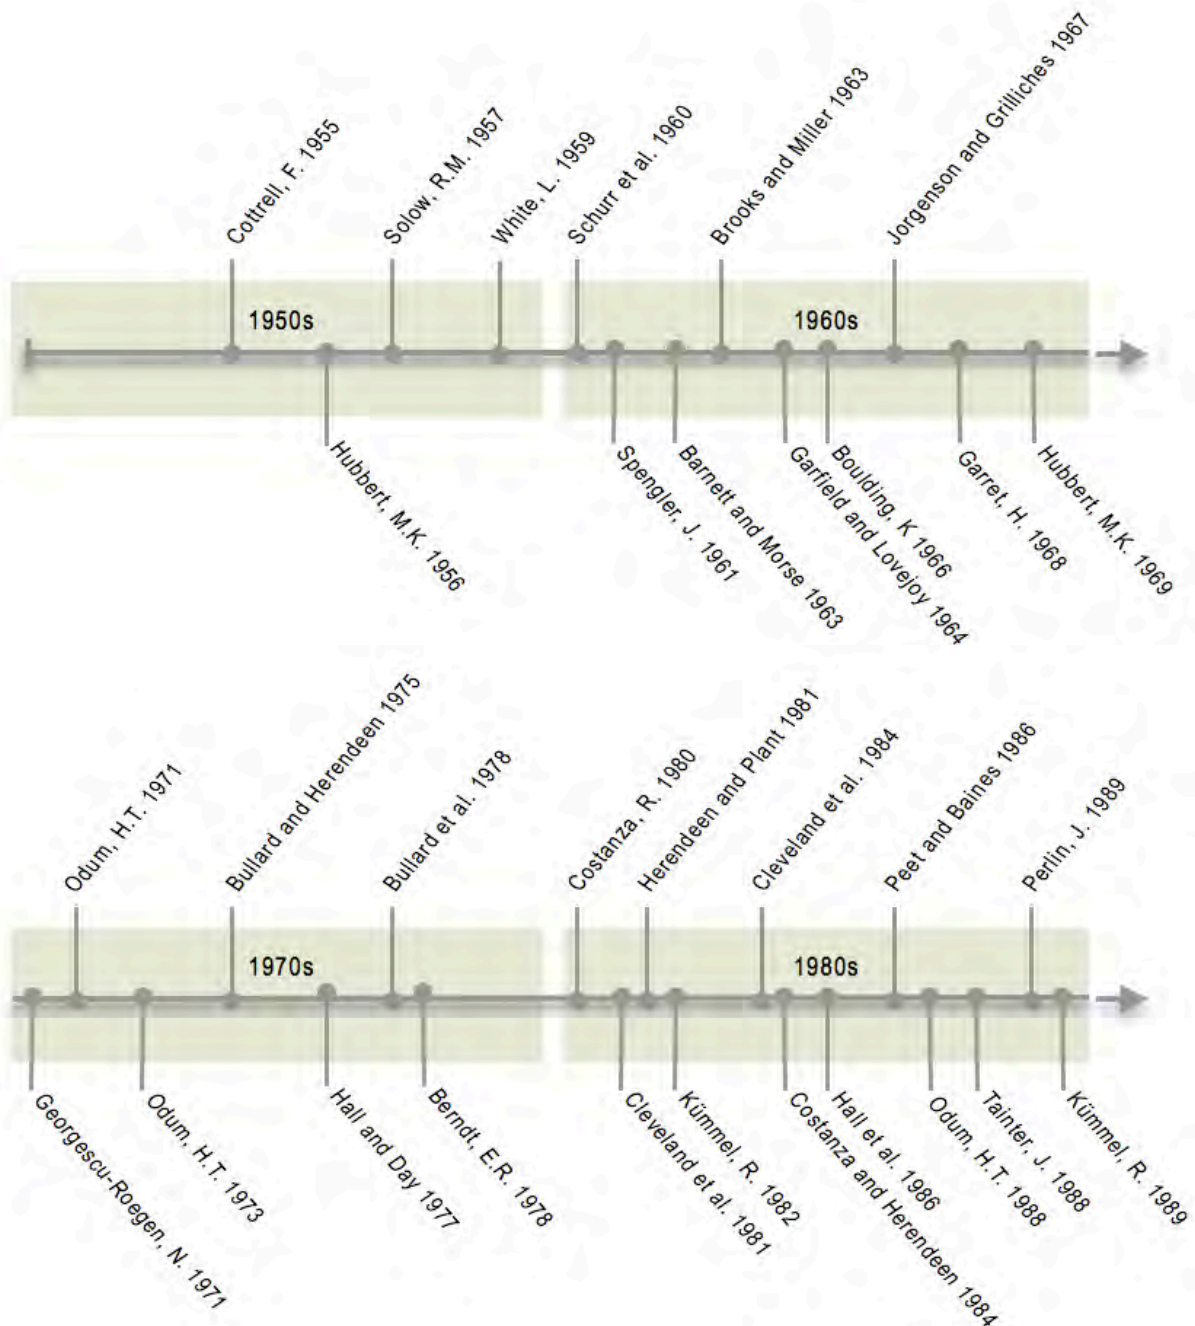 Cottrell, F. 1955
Solow, R.M. 1957
White, L. 1959
Schurr et al. 1960
Brooks and Miller 1963
Jorgenson and Grilliches 1967
1950s
1960s
Hubbert, M.K. 1956
Spengler, J. 1961
Barnett and Morse 1963
Garfield and Lovejoy 1964
Boulding, K 1966
Garret, H. 1968
Hubbert, M.K. 1969
Odum, H.T. 1971
Bullard and Herendeen 1975
Bullard et al. 1978
Costanza, R. 1980
Herendeen and Plant 1981
Cleveland et al. 1984
Peet and Baines 1986
Perlin, J. 1989
1970s
1980s
Georgescu-Roegen, N. 1971
Odum, H.T. 1973
Hall and Day 1977
Berndt, E.R. 1978
Cleveland et al. 1981
Kümmel, R. 1982
Costanza and Herendeen 1984
Hall et al. 1986
Odum, H.T. 1988
Tainter, J. 1988
Kümmel, R. 1989